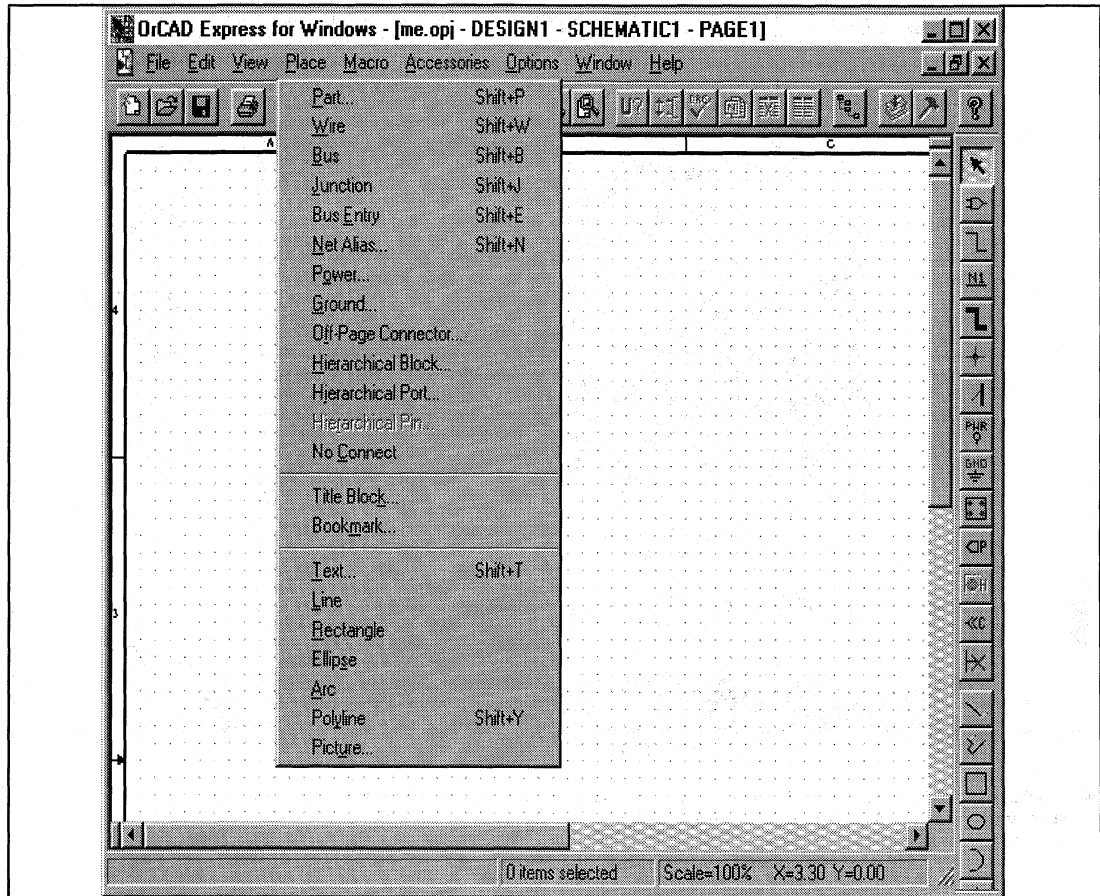 OrCAD Express for Windows - [me.opj - DESIGN1 - SCHEMATIC1 - PAGE1]
File Edit View Place Macro Accessories Options Window Help
U?
A
C
Part... Shift+P
Wire Shift+W
Bus Shift+B
Junction Shift+J
Bus Entry Shift+E
Net Alias... Shift+N
Power...
Ground...
Off-Page Connector...
Hierarchical Block...
Hierarchical Port...
Hierarchical Pin...
No Connect
Title Block...
Bookmark...
Text... Shift+T
Line
Rectangle
Ellipse
Arc
Polyline Shift+Y
Picture...
4
3
N1
PWR
GND
0 items selected Scale=100% X=3.30 Y=0.00